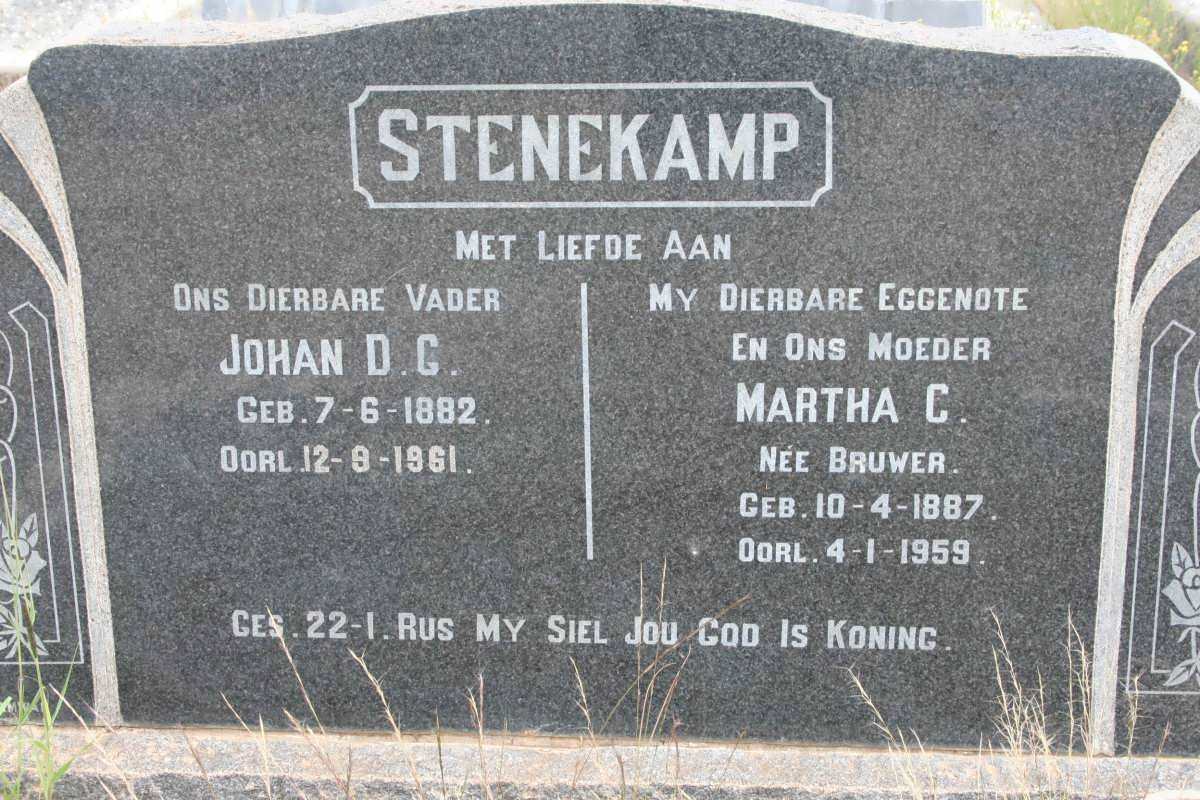 STENEKAMP
MET LIEFDE AAN
ONS DIERBARE VADER
JOHAN D.G.
GEB. 7-6-1882.
OORL. 12-9-1961.
MY DIERBARE EGGENOTE
EN ONS MOEDER
MARTHA C.
NÉE BRUWER.
GEB. 10-4-1887.
OORL. 4-1-1959.
GES. 22-1. RUS MY SIEL JOU GOD IS KONING.